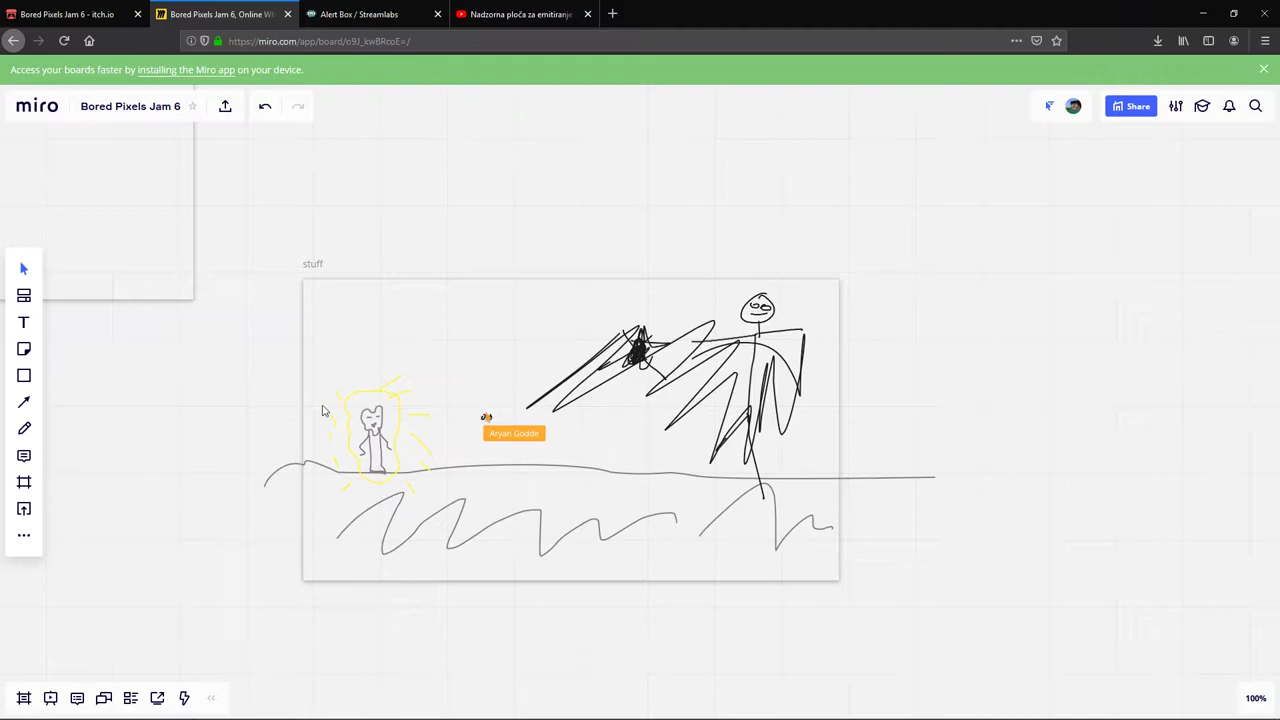 Bored Pixels Jam 6 - itch.io
Bored Pixels Jam 6, Online Wh
Alert Box / Streamlabs
Nadzorna ploča za emitiranje
https://miro.com/app/board/o9J_kwBRcoE=/
Access your boards faster by installing the Miro app on your device.
miro
Bored Pixels Jam 6
Share
stuff
Aryan Godde
100%